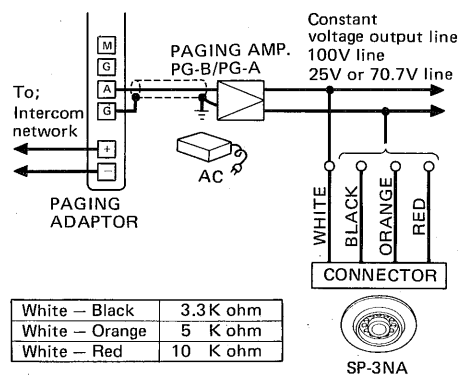 Constant
voltage output line
100V line
25V or 70.7V line
PAGING AMP.
PG-B/PG-A
M
G
A
G
+
−
To;
Intercom
network
AC
PAGING
ADAPTOR
WHITE
BLACK
ORANGE
RED
CONNECTOR
White — Black 3.3 K ohm
White — Orange 5 K ohm
White — Red 10 K ohm
SP-3NA